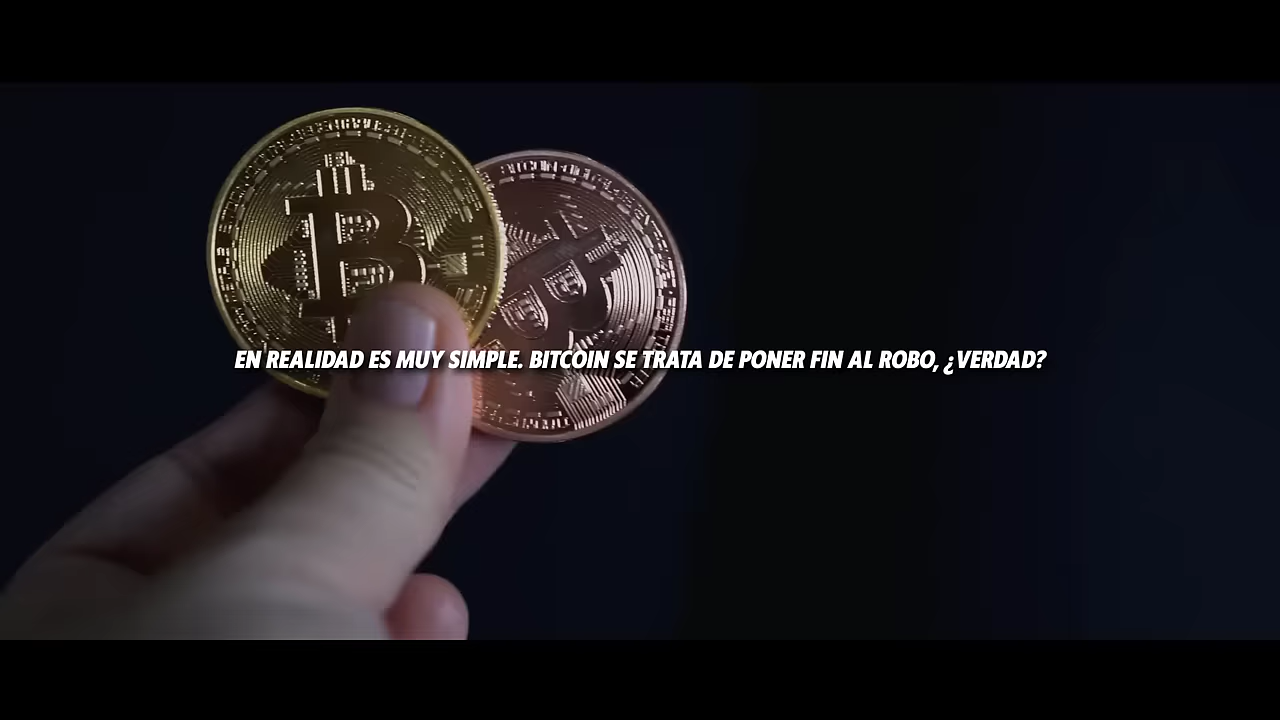 EN REALIDAD ES MUY SIMPLE. BITCOIN SE TRATA DE PONER FIN AL ROBO, ¿VERDAD?